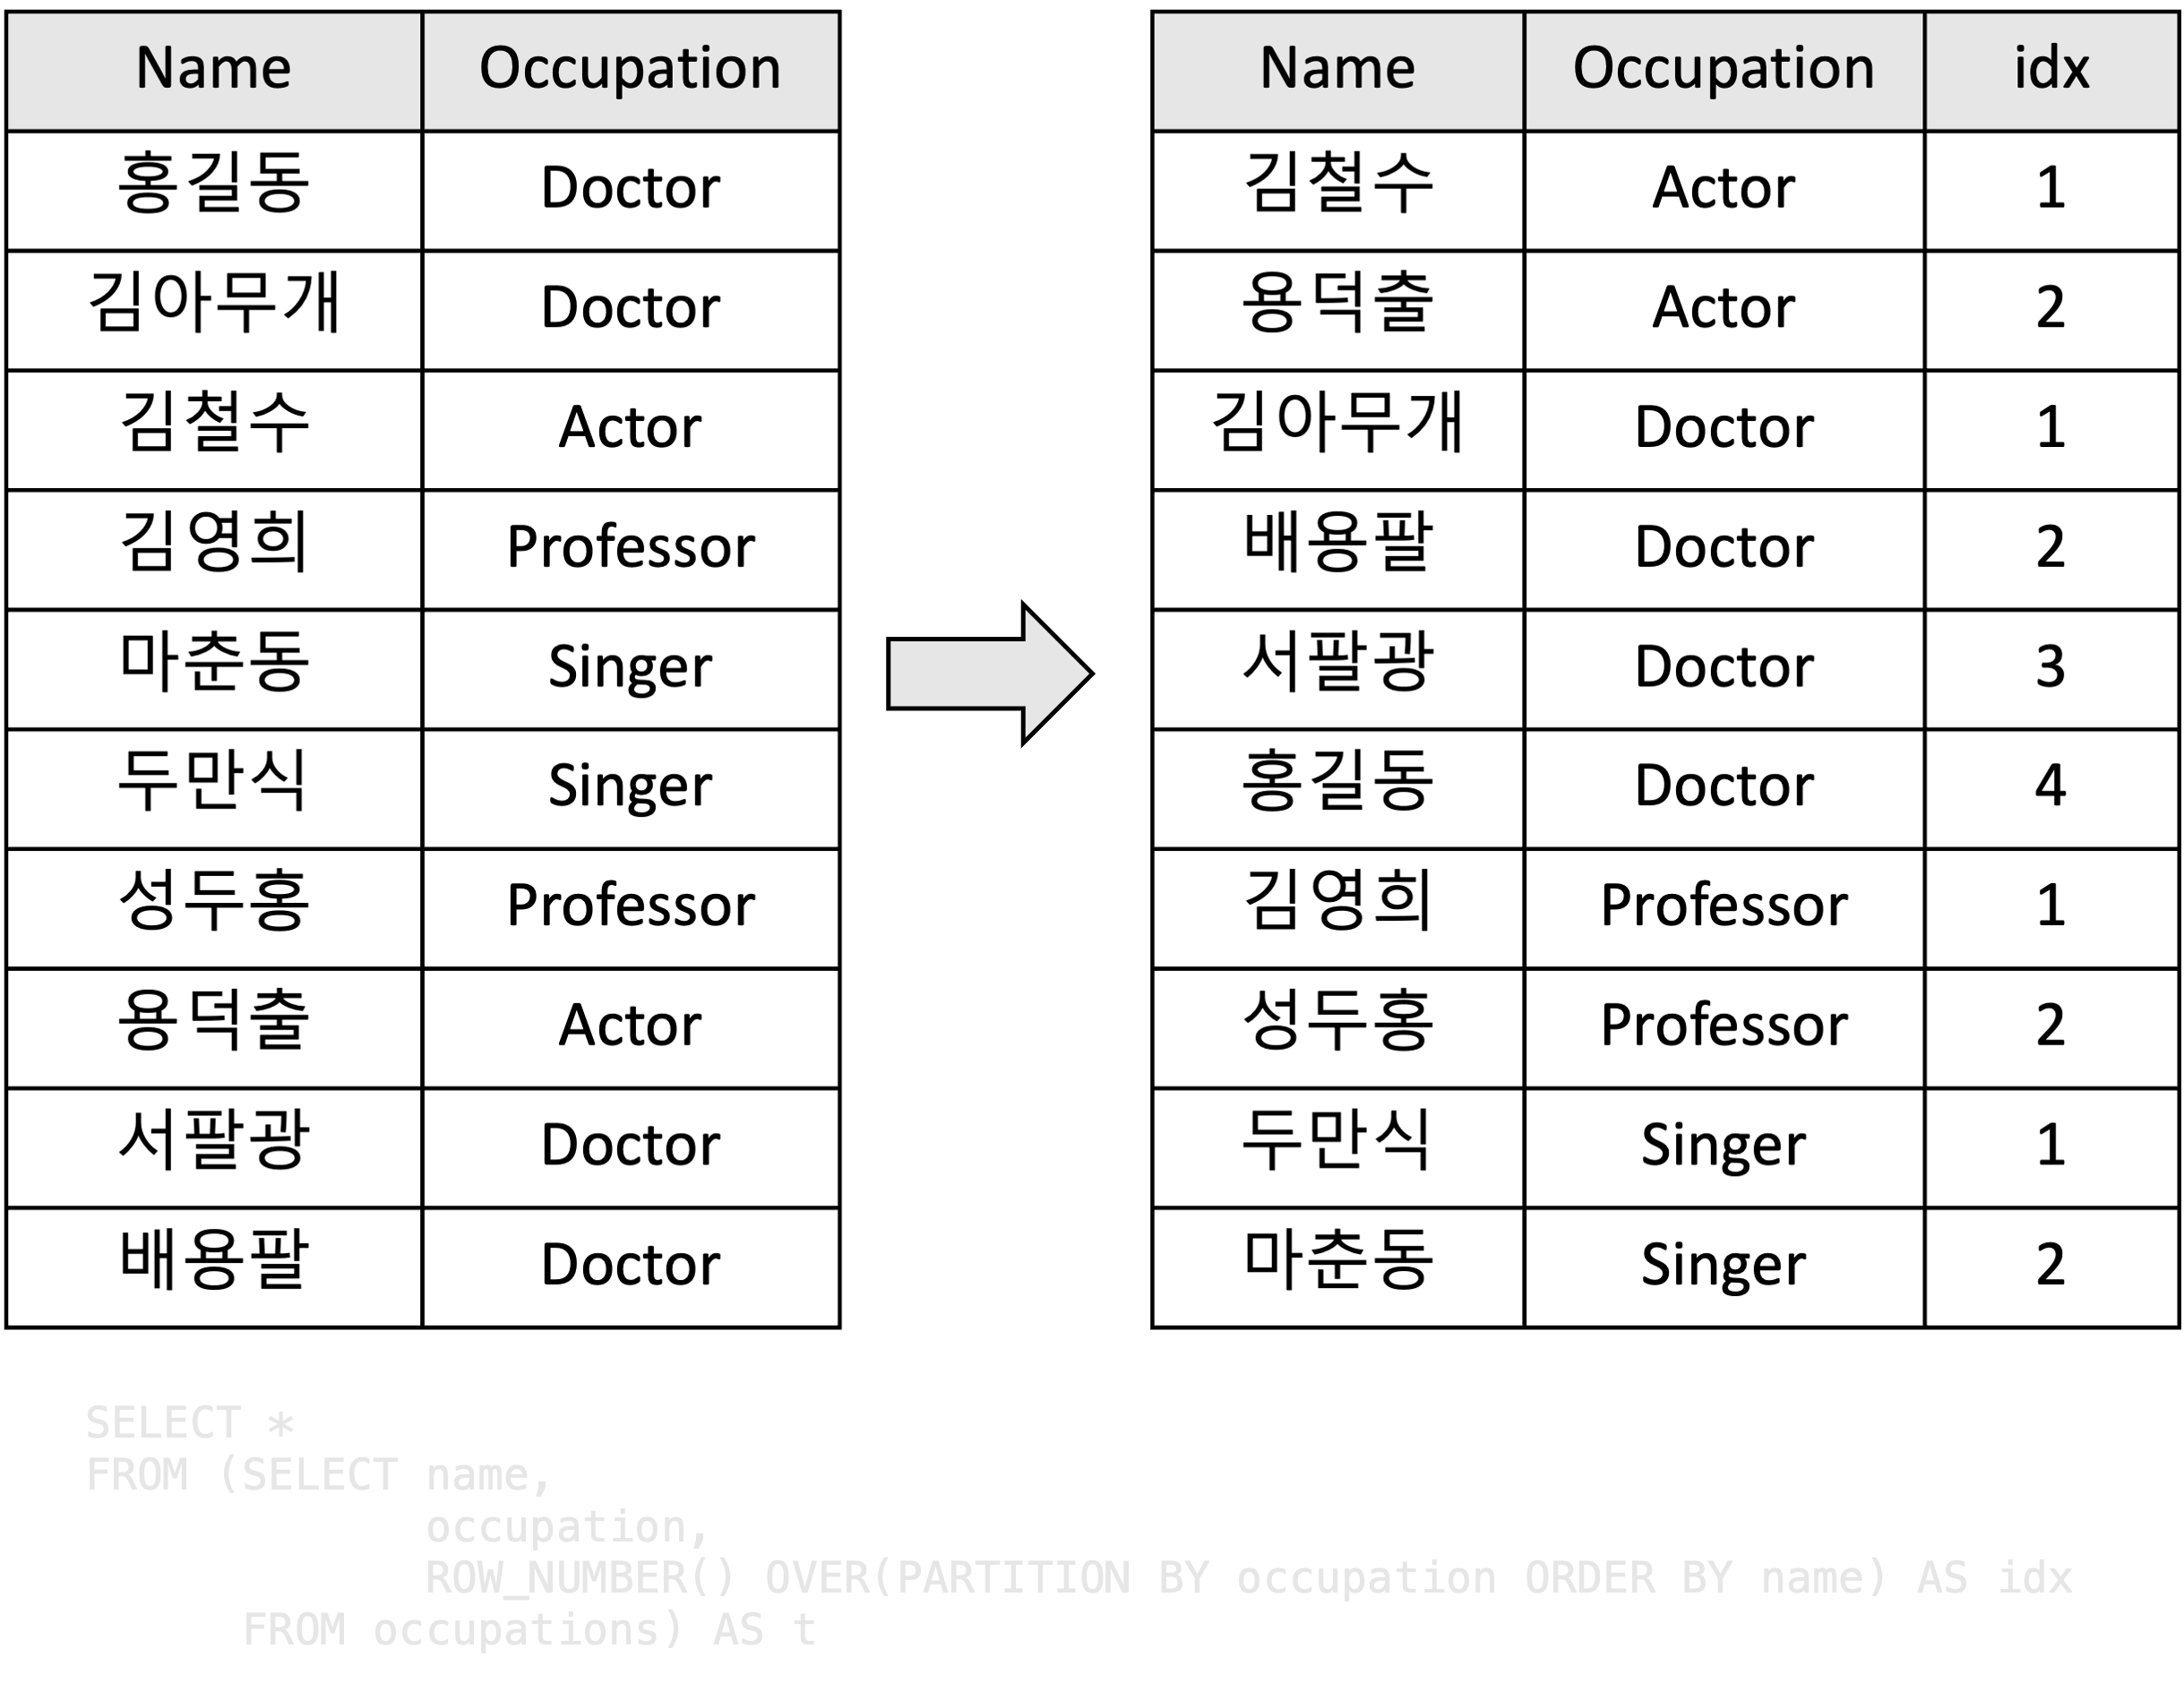 Name Occupation
홍길동 Doctor
김아무개 Doctor
김철수 Actor
김영희 Professor
마춘동 Singer
두만식 Singer
성두홍 Professor
용덕출 Actor
서팔광 Doctor
배용팔 Doctor
Name Occupation idx
김철수 Actor 1
용덕출 Actor 2
김아무개 Doctor 1
배용팔 Doctor 2
서팔광 Doctor 3
홍길동 Doctor 4
김영희 Professor 1
성두홍 Professor 2
두만식 Singer 1
마춘동 Singer 2
SELECT *
FROM (SELECT name,
occupation,
ROW_NUMBER() OVER(PARTITION BY occupation ORDER BY name) AS idx
FROM occupations) AS t